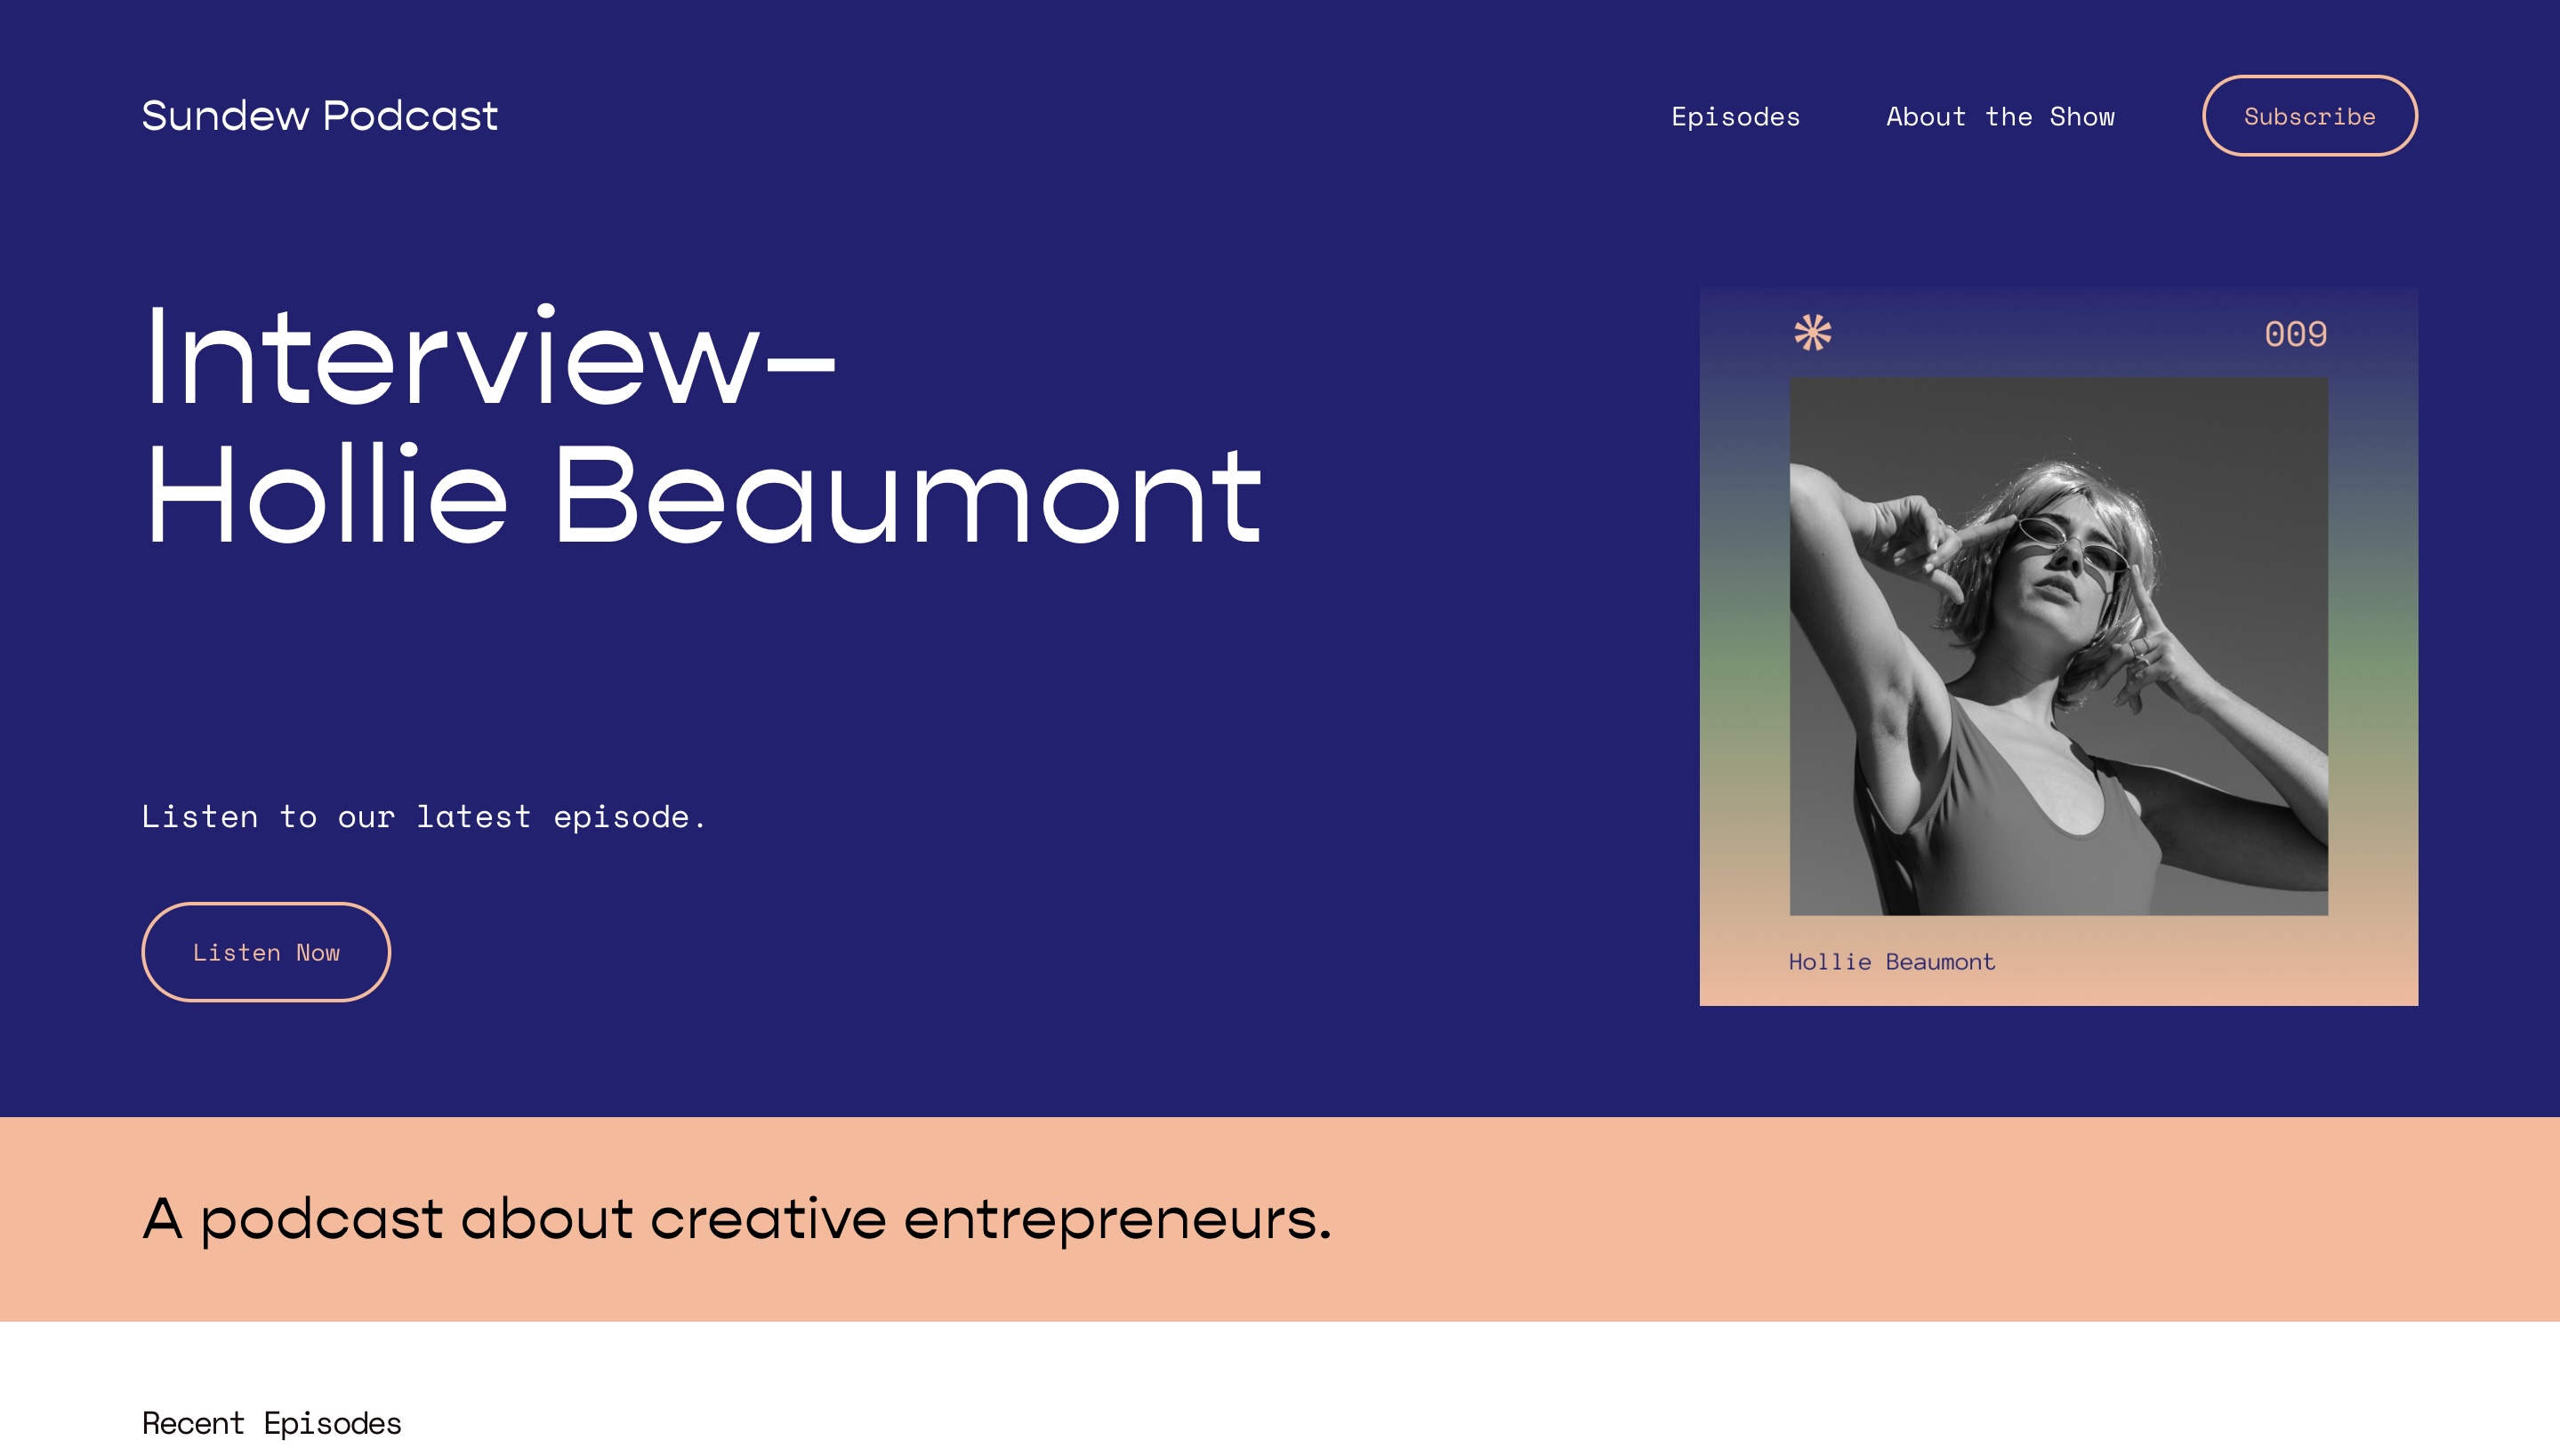 Sundew Podcast
Episodes
About the Show
Subscribe
Interview–
Hollie Beaumont
Listen to our latest episode.
Listen Now
009
Hollie Beaumont
A podcast about creative entrepreneurs.
Recent Episodes